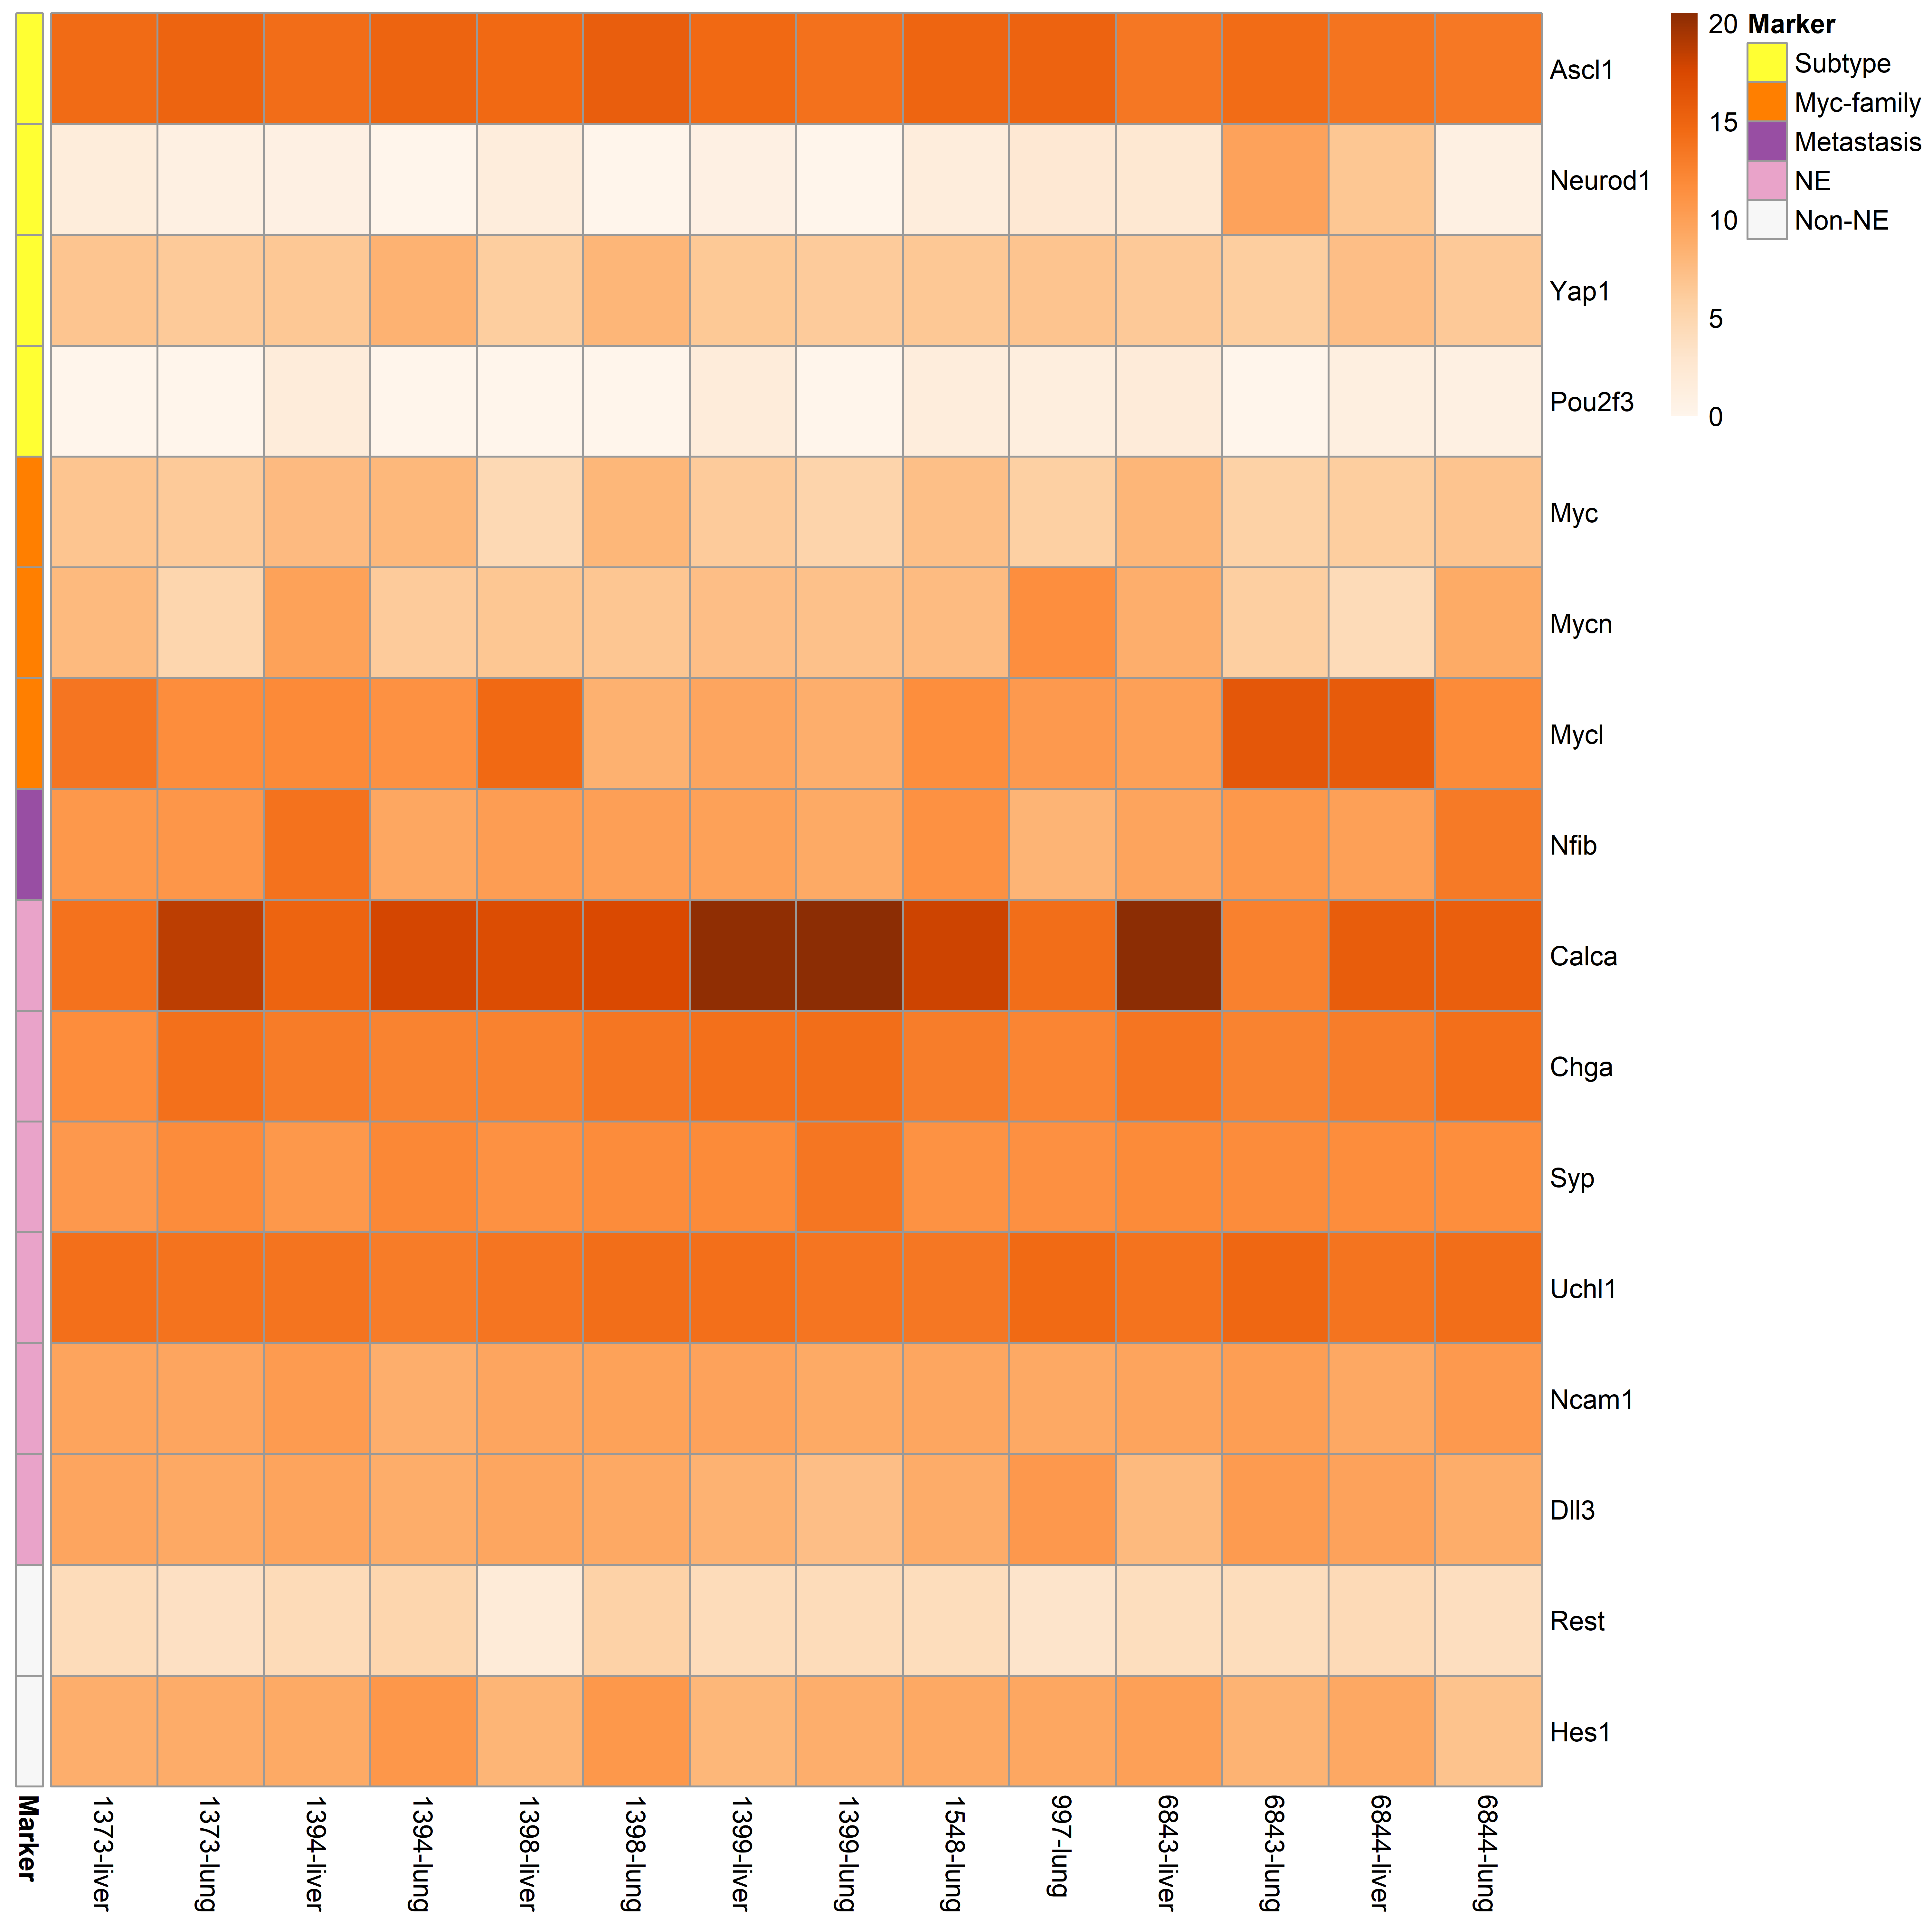 Ascl1
Neurod1
Yap1
Pou2f3
Myc
Mycn
Mycl
Nfib
Calca
Chga
Syp
Uchl1
Ncam1
Dll3
Rest
Hes1
20
15
10
5
0
Marker
Subtype
Myc-family
Metastasis
NE
Non-NE
Marker
1373-liver
1373-lung
1394-liver
1394-lung
1398-liver
1398-lung
1399-liver
1399-lung
1548-lung
997-lung
6843-liver
6843-lung
6844-liver
6844-lung